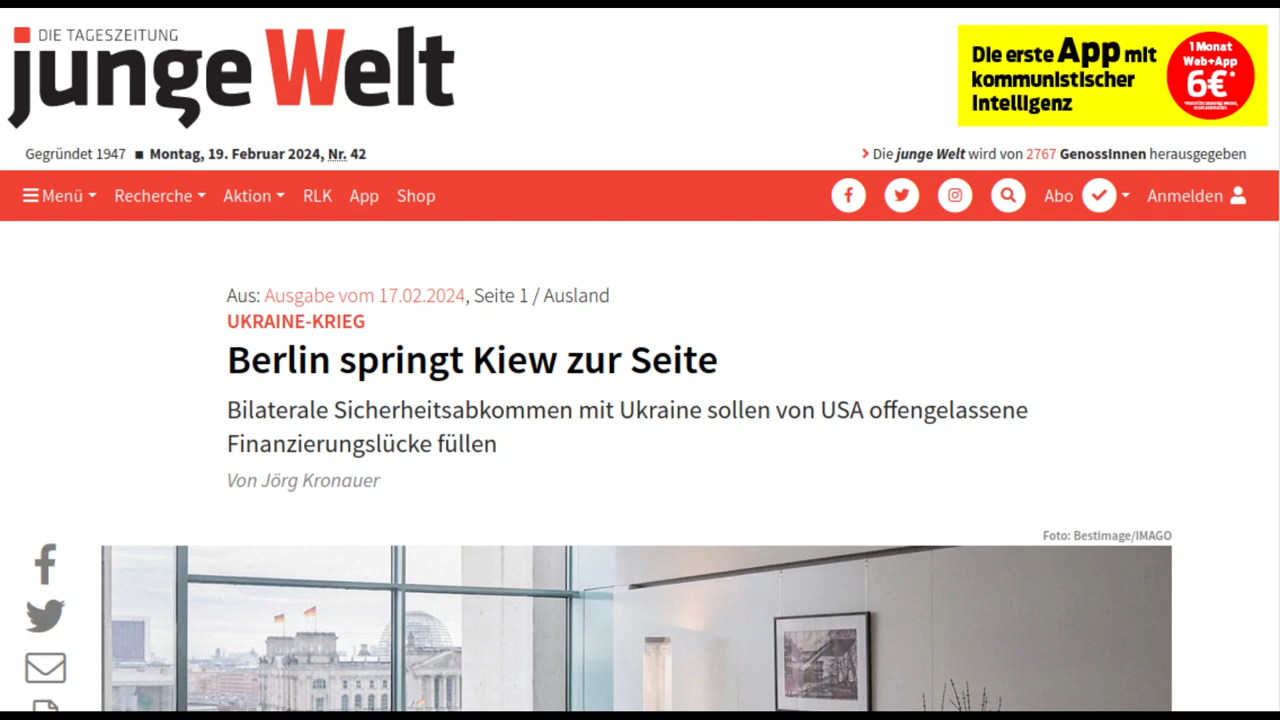 DIE TAGESZEITUNG
junge Welt
Die erste App mit
kommunistischer
Intelligenz
1 Monat
Web+App
6€*
Gegründet 1947 ■ Montag, 19. Februar 2024, Nr. 42
Die junge Welt wird von 2767 GenossInnen herausgegeben
Menü Recherche Aktion RLK App Shop
Abo Anmelden
Aus: Ausgabe vom 17.02.2024, Seite 1 / Ausland
UKRAINE-KRIEG
Berlin springt Kiew zur Seite
Bilaterale Sicherheitsabkommen mit Ukraine sollen von USA offengelassene
Finanzierungslücke füllen
Von Jörg Kronauer
Foto: Bestimage/IMAGO